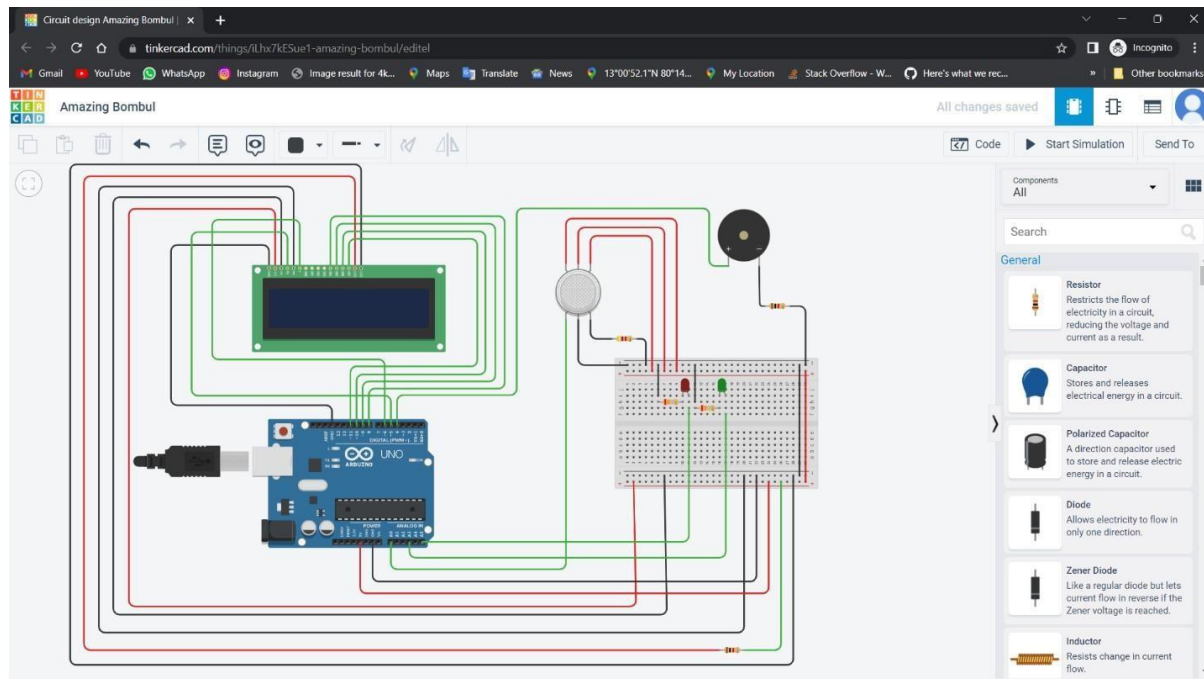 Circuit design Amazing Bombul |
tinkercad.com/things/iLhx7kESue1-amazing-bombul/editel
Incognito
Gmail
YouTube
WhatsApp
Instagram
Image result for 4k...
Maps
Translate
News
13°00'52.1"N 80°14...
My Location
Stack Overflow - W...
Here's what we rec...
»
Other bookmarks
TIN
KER
CAD
Amazing Bombul
All changes saved
Code
Start Simulation
Send To
Components
All
Search
General
Resistor
Restricts the flow of
electricity in a circuit,
reducing the voltage and
current as a result.
Capacitor
Stores and releases
electrical energy in a circuit.
Polarized Capacitor
A direction capacitor used
to store and release electric
energy in a circuit.
Diode
Allows electricity to flow in
only one direction.
Zener Diode
Like a regular diode but lets
current flow in reverse if the
Zener voltage is reached.
Inductor
Resists change in current
flow.
DIGITAL (PWM~)
UNO
ARDUINO
POWER
ANALOG IN